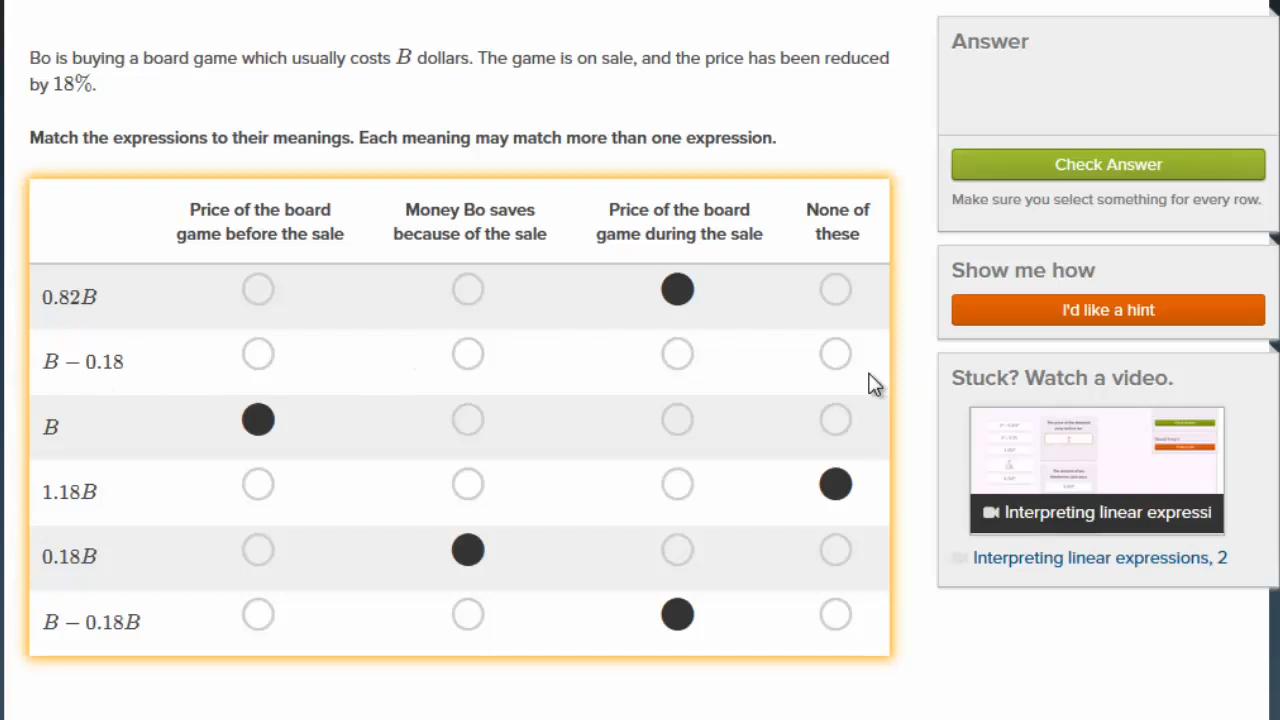 Bo is buying a board game which usually costs B dollars. The game is on sale, and the price has been reduced
by 18%.
Match the expressions to their meanings. Each meaning may match more than one expression.
Price of the board game before the sale
Money Bo saves because of the sale
Price of the board game during the sale
None of these
0.82B
B − 0.18
B
1.18B
0.18B
B − 0.18B
Answer
Check Answer
Make sure you select something for every row.
Show me how
I'd like a hint
Stuck? Watch a video.
Interpreting linear expressi
Interpreting linear expressions, 2